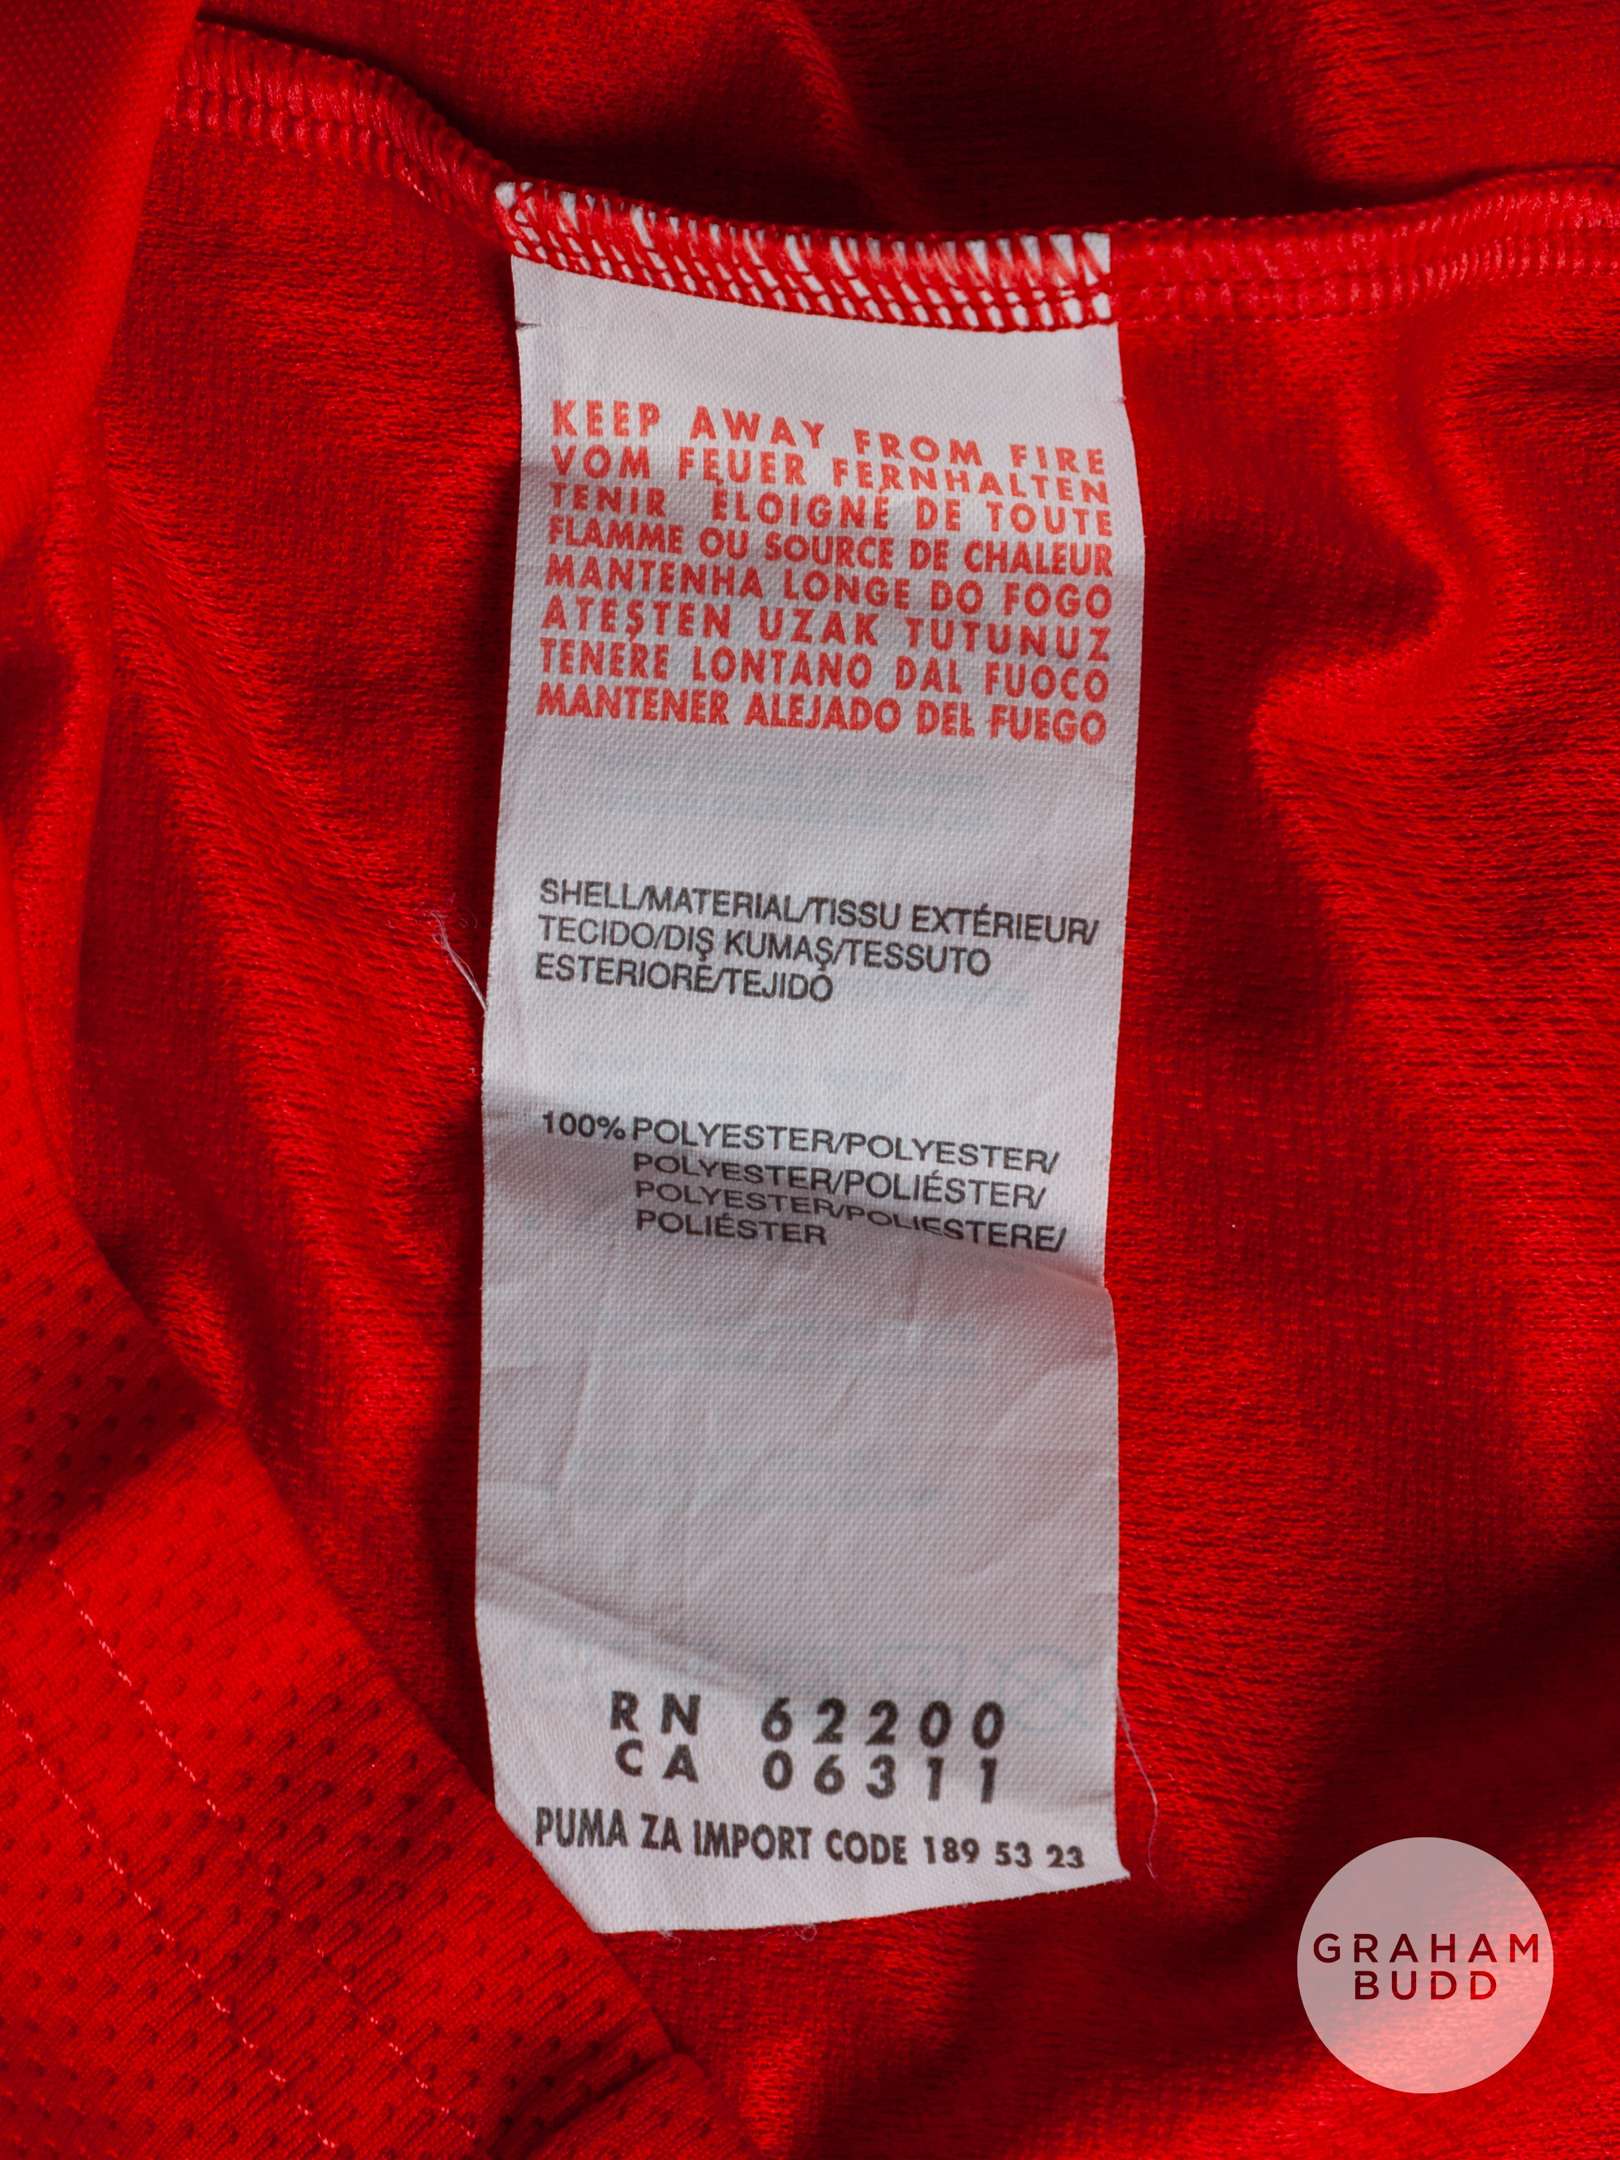 KEEP AWAY FROM FIRE
VOM FEUER FERNHALTEN
TENIR ÉLOIGNÉ DE TOUTE
FLAMME OU SOURCE DE CHALEUR
MANTENHA LONGE DO FOGO
ATEŞTEN UZAK TUTUNUZ
TENERE LONTANO DAL FUOCO
MANTENER ALEJADO DEL FUEGO
SHELL/MATERIAL/TISSU EXTÉRIEUR/
TECIDO/DIŞ KUMAŞ/TESSUTO
ESTERIORE/TEJIDO
100% POLYESTER/POLYESTER/
POLYESTER/POLIÉSTER/
POLYESTER/POLIESTERE/
POLIÉSTER
RN 62200
CA 06311
PUMA ZA IMPORT CODE 189 53 23
GRAHAM
BUDD